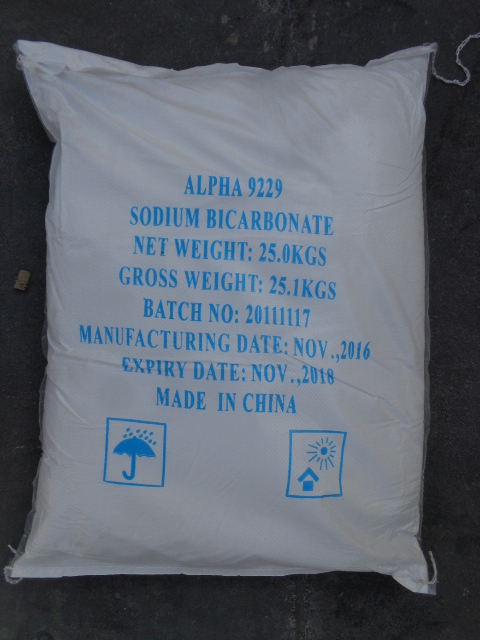 ALPHA 9229
SODIUM BICARBONATE
NET WEIGHT: 25.0KGS
GROSS WEIGHT: 25.1KGS
BATCH NO: 20111117
MANUFACTURING DATE: NOV.,2016
EXPIRY DATE: NOV.,2018
MADE IN CHINA